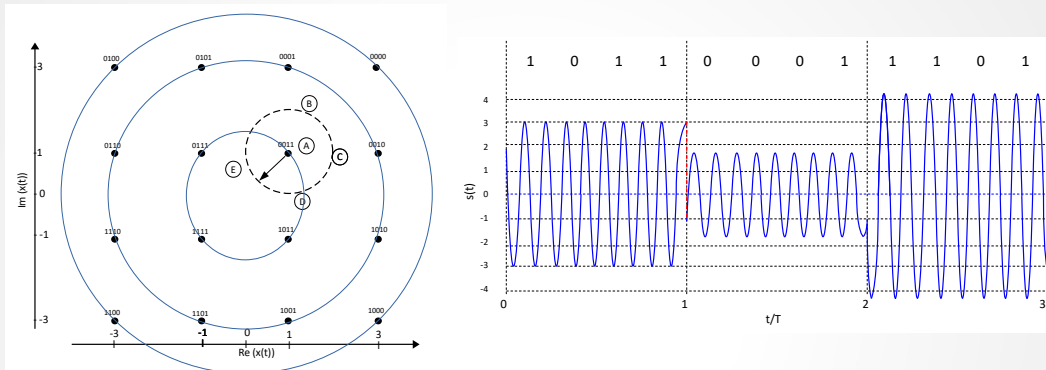 0100 0101 0001 0000
-3
B
A
0110 0111 0011 0010
-1
C
E
Im (x(t))
0
D
1110 1111 1011 1010
-1
1100 1101 1001 1000
-3
-3 -1 0 1 3
Re (x(t))
1 0 1 1 0 0 0 1 1 1 0 1
4
3
2
1
0
-1
-2
-3
-4
s(t)
0 1 2 3
t/T